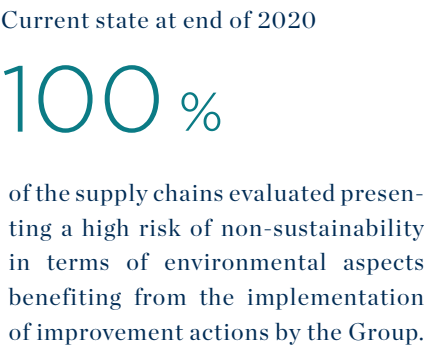 Current state at end of 2020
100 %
of the supply chains evaluated presen-
ting a high risk of non-sustainability
in terms of environmental aspects
benefiting from the implementation
of improvement actions by the Group.